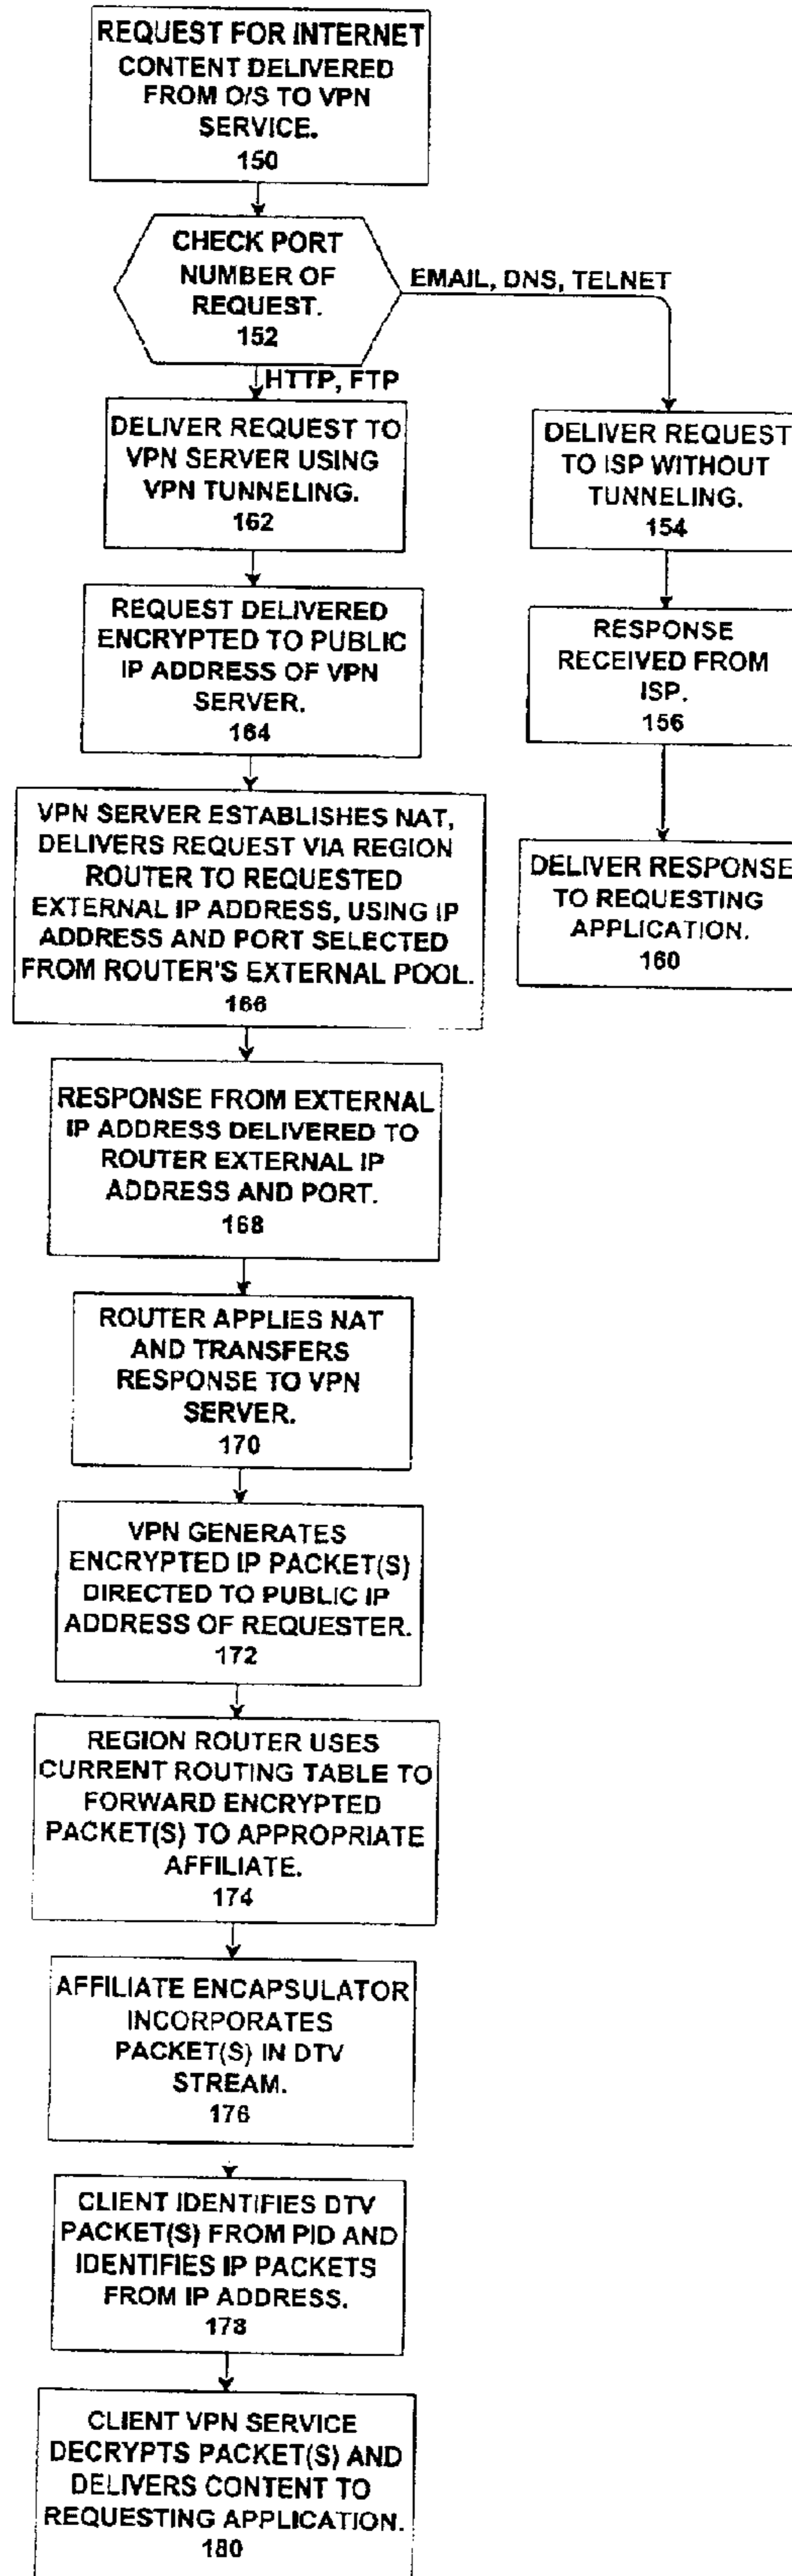 REQUEST FOR INTERNET
CONTENT DELIVERED
FROM O/S TO VPN
SERVICE.
150
CHECK PORT
NUMBER OF
REQUEST.
152
EMAIL, DNS, TELNET
HTTP, FTP
DELIVER REQUEST TO
VPN SERVER USING
VPN TUNNELING.
162
DELIVER REQUEST
TO ISP WITHOUT
TUNNELING.
154
REQUEST DELIVERED
ENCRYPTED TO PUBLIC
IP ADDRESS OF VPN
SERVER.
164
RESPONSE
RECEIVED FROM
ISP.
156
VPN SERVER ESTABLISHES NAT,
DELIVERS REQUEST VIA REGION
ROUTER TO REQUESTED
EXTERNAL IP ADDRESS, USING IP
ADDRESS AND PORT SELECTED
FROM ROUTER'S EXTERNAL POOL.
166
DELIVER RESPONSE
TO REQUESTING
APPLICATION.
160
RESPONSE FROM EXTERNAL
IP ADDRESS DELIVERED TO
ROUTER EXTERNAL IP
ADDRESS AND PORT.
168
ROUTER APPLIES NAT
AND TRANSFERS
RESPONSE TO VPN
SERVER.
170
VPN GENERATES
ENCRYPTED IP PACKET(S)
DIRECTED TO PUBLIC IP
ADDRESS OF REQUESTER.
172
REGION ROUTER USES
CURRENT ROUTING TABLE TO
FORWARD ENCRYPTED
PACKET(S) TO APPROPRIATE
AFFILIATE.
174
AFFILIATE ENCAPSULATOR
INCORPORATES
PACKET(S) IN DTV
STREAM.
176
CLIENT IDENTIFIES DTV
PACKET(S) FROM PID AND
IDENTIFIES IP PACKETS
FROM IP ADDRESS.
178
CLIENT VPN SERVICE
DECRYPTS PACKET(S) AND
DELIVERS CONTENT TO
REQUESTING APPLICATION.
180